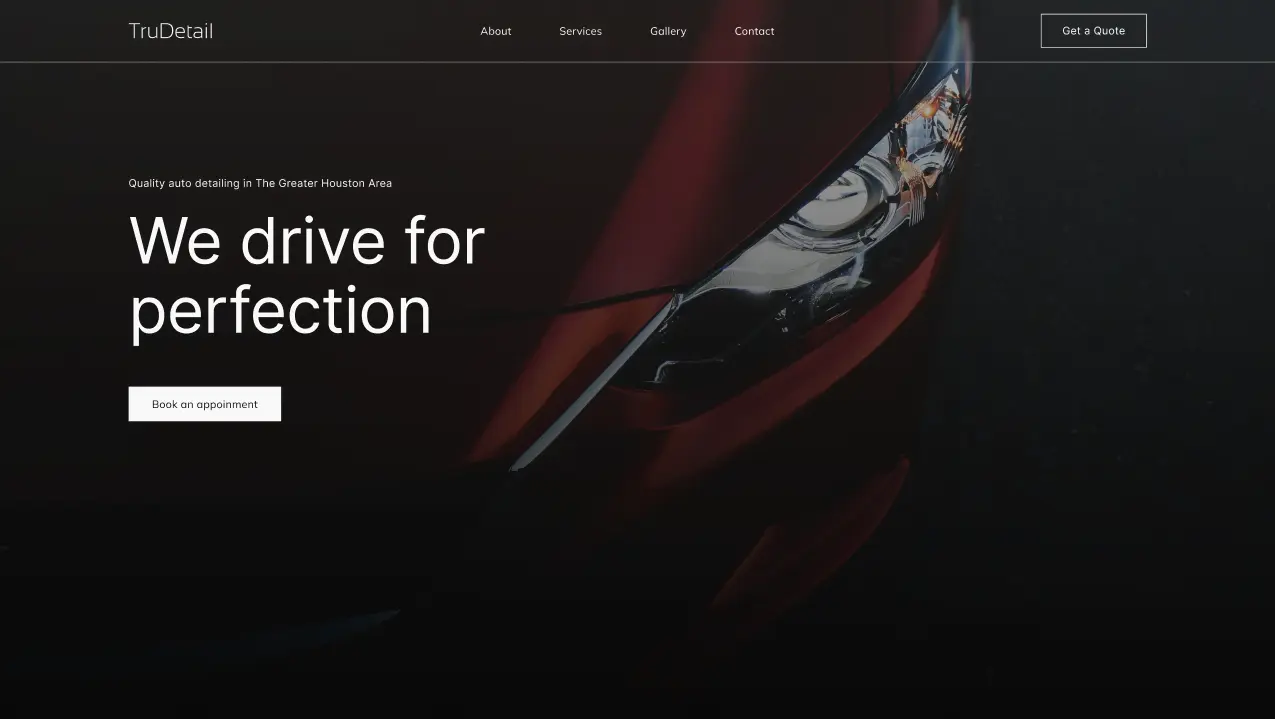 TruDetail
About
Services
Gallery
Contact
Get a Quote
Quality auto detailing in The Greater Houston Area
We drive for
perfection
Book an appoinment